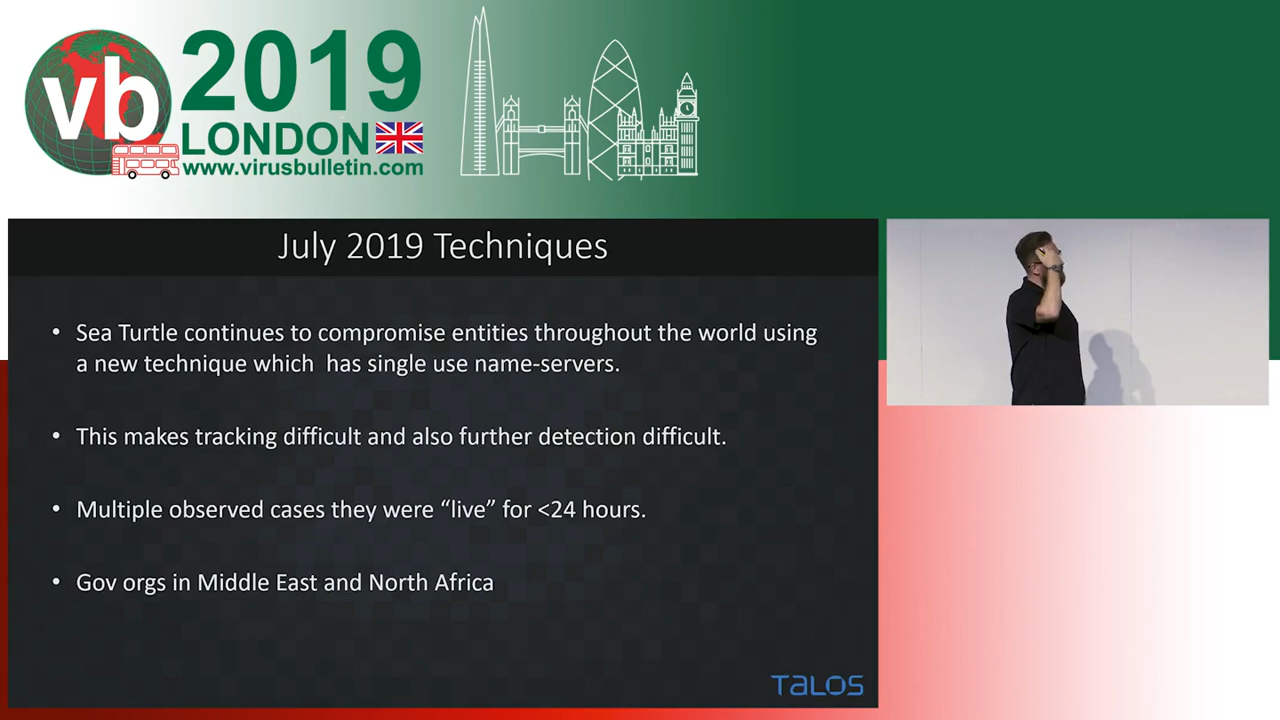 vb
2019
LONDON
www.virusbulletin.com
July 2019 Techniques
• Sea Turtle continues to compromise entities throughout the world using
a new technique which  has single use name-servers.
• This makes tracking difficult and also further detection difficult.
• Multiple observed cases they were “live” for <24 hours.
• Gov orgs in Middle East and North Africa
TALOS